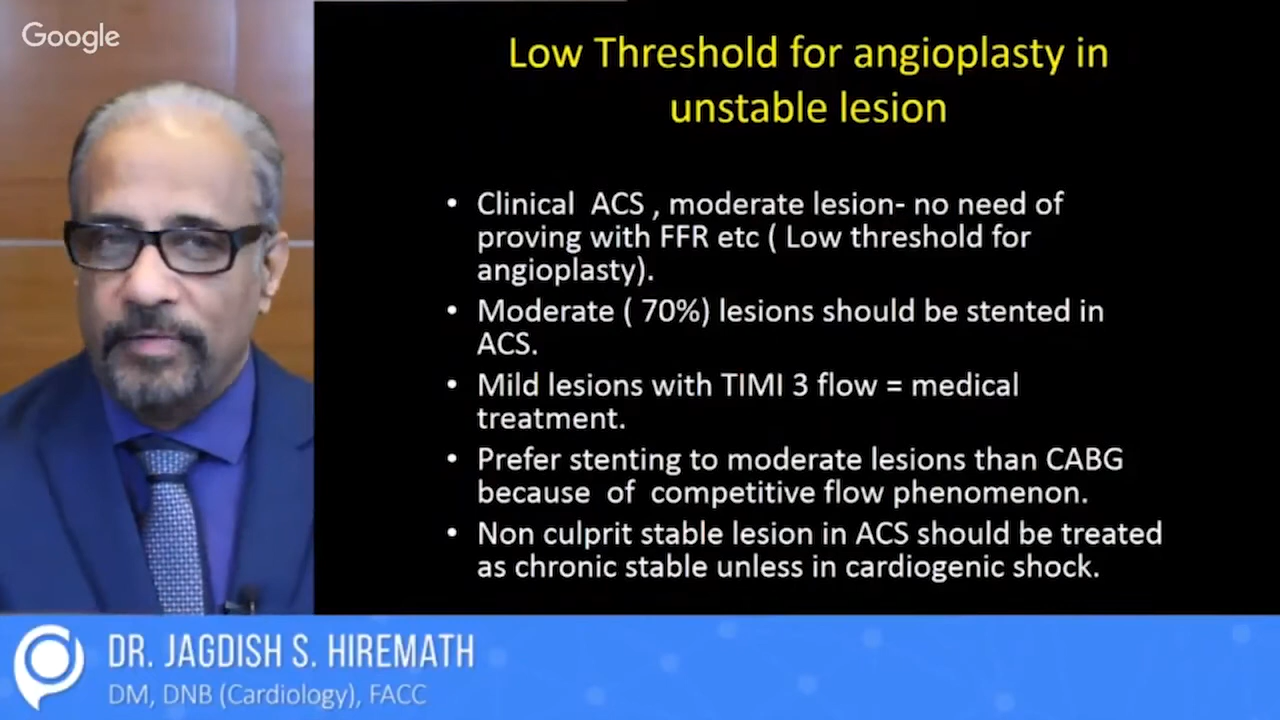 Google
Low Threshold for angioplasty in
unstable lesion
• Clinical ACS , moderate lesion- no need of
proving with FFR etc ( Low threshold for
angioplasty).
• Moderate ( 70%) lesions should be stented in
ACS.
• Mild lesions with TIMI 3 flow = medical
treatment.
• Prefer stenting to moderate lesions than CABG
because of competitive flow phenomenon.
• Non culprit stable lesion in ACS should be treated
as chronic stable unless in cardiogenic shock.
DR. JAGDISH S. HIREMATH
DM, DNB (Cardiology), FACC